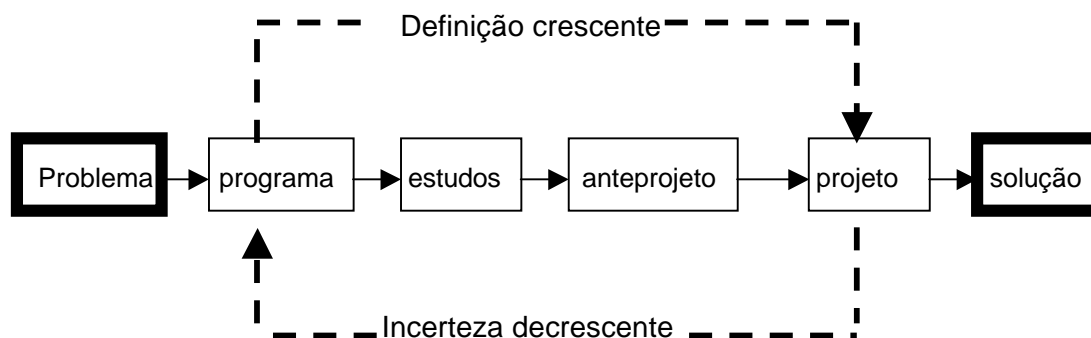 Definição crescente
Problema
programa
estudos
anteprojeto
projeto
solução
Incerteza decrescente